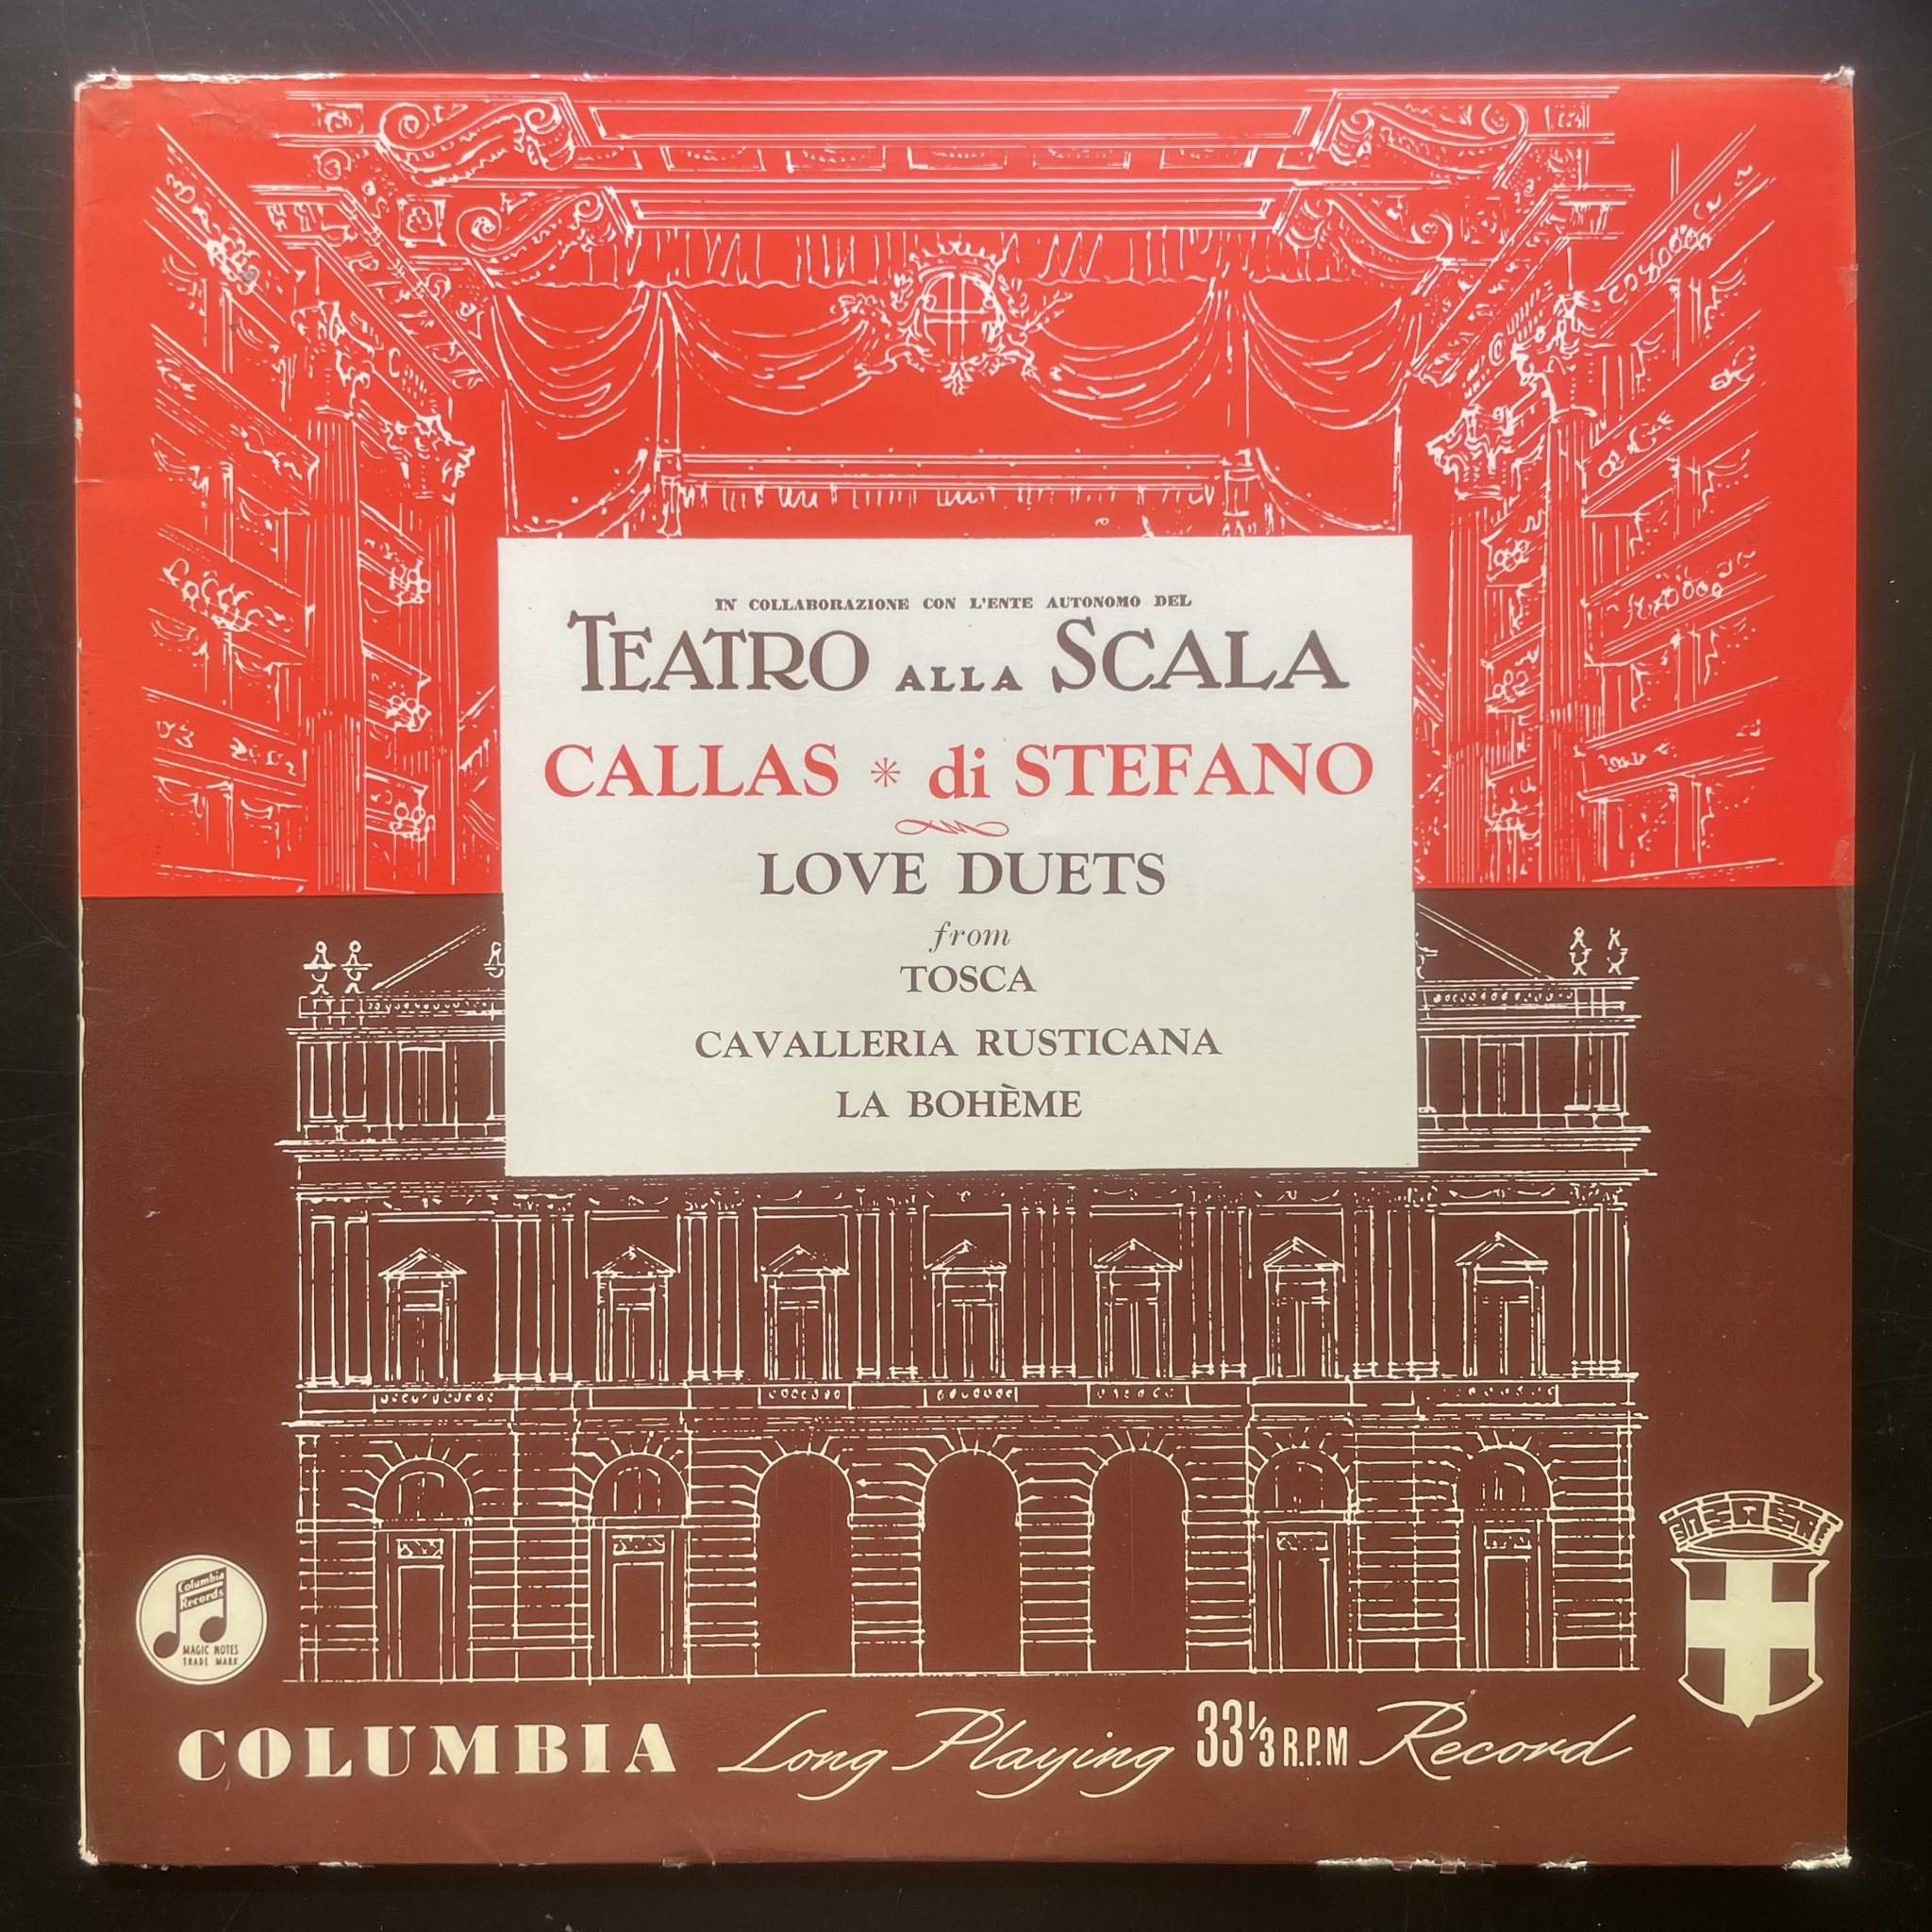 IN COLLABORAZIONE CON L'ENTE AUTONOMO DEL
TEATRO ALLA SCALA
CALLAS * di STEFANO
LOVE DUETS
from
TOSCA
CAVALLERIA RUSTICANA
LA BOHÈME
Columbia
Records
MAGIC NOTES
TRADE MARK
COLUMBIA Long Playing 33⅓ R.P.M Record